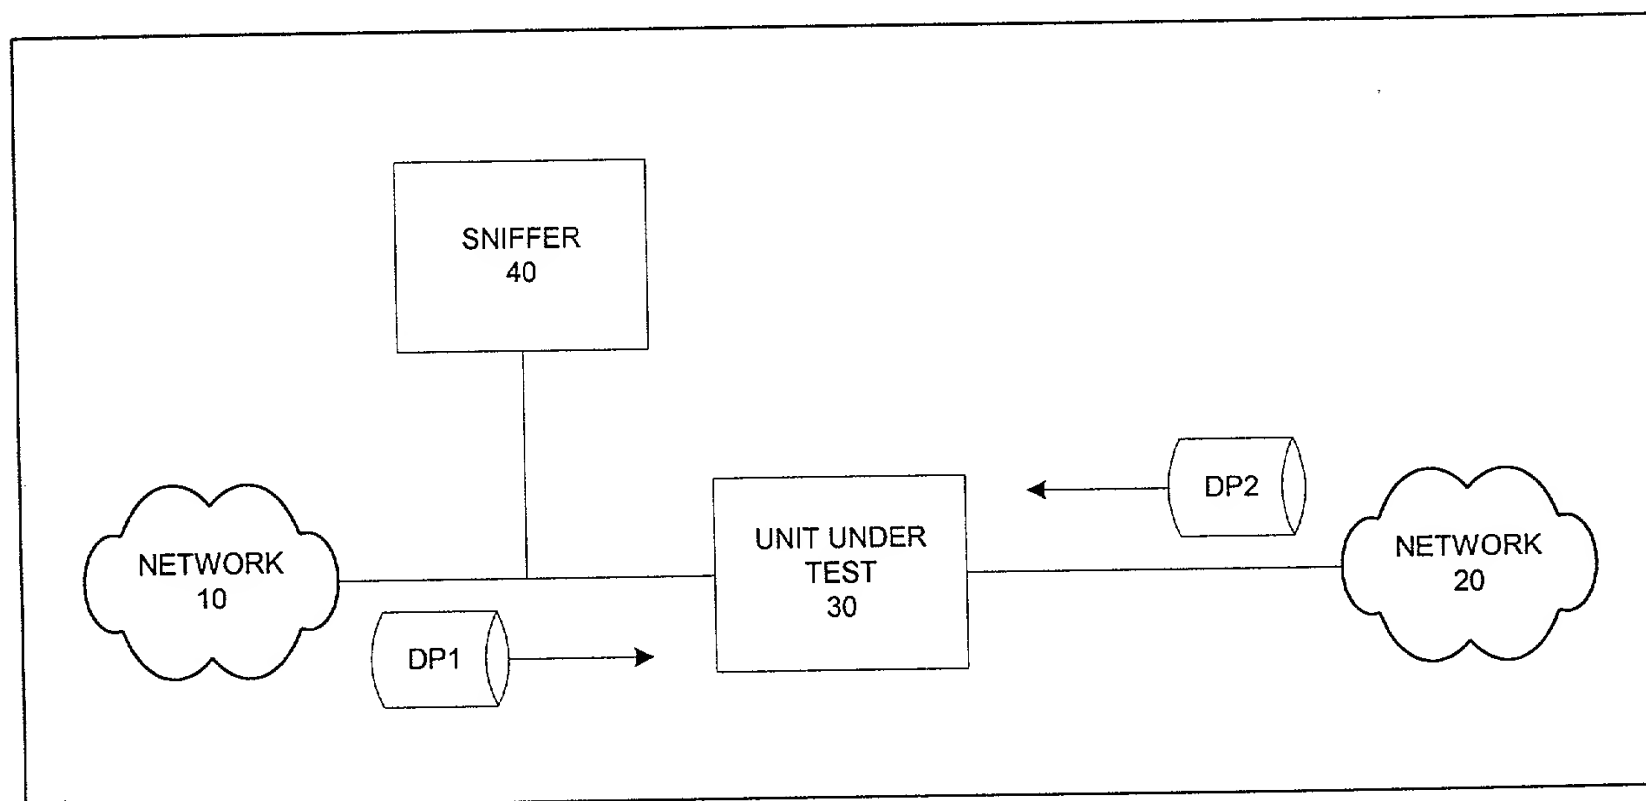 SNIFFER
40
DP2
UNIT UNDER
TEST
30
NETWORK
10
NETWORK
20
DP1